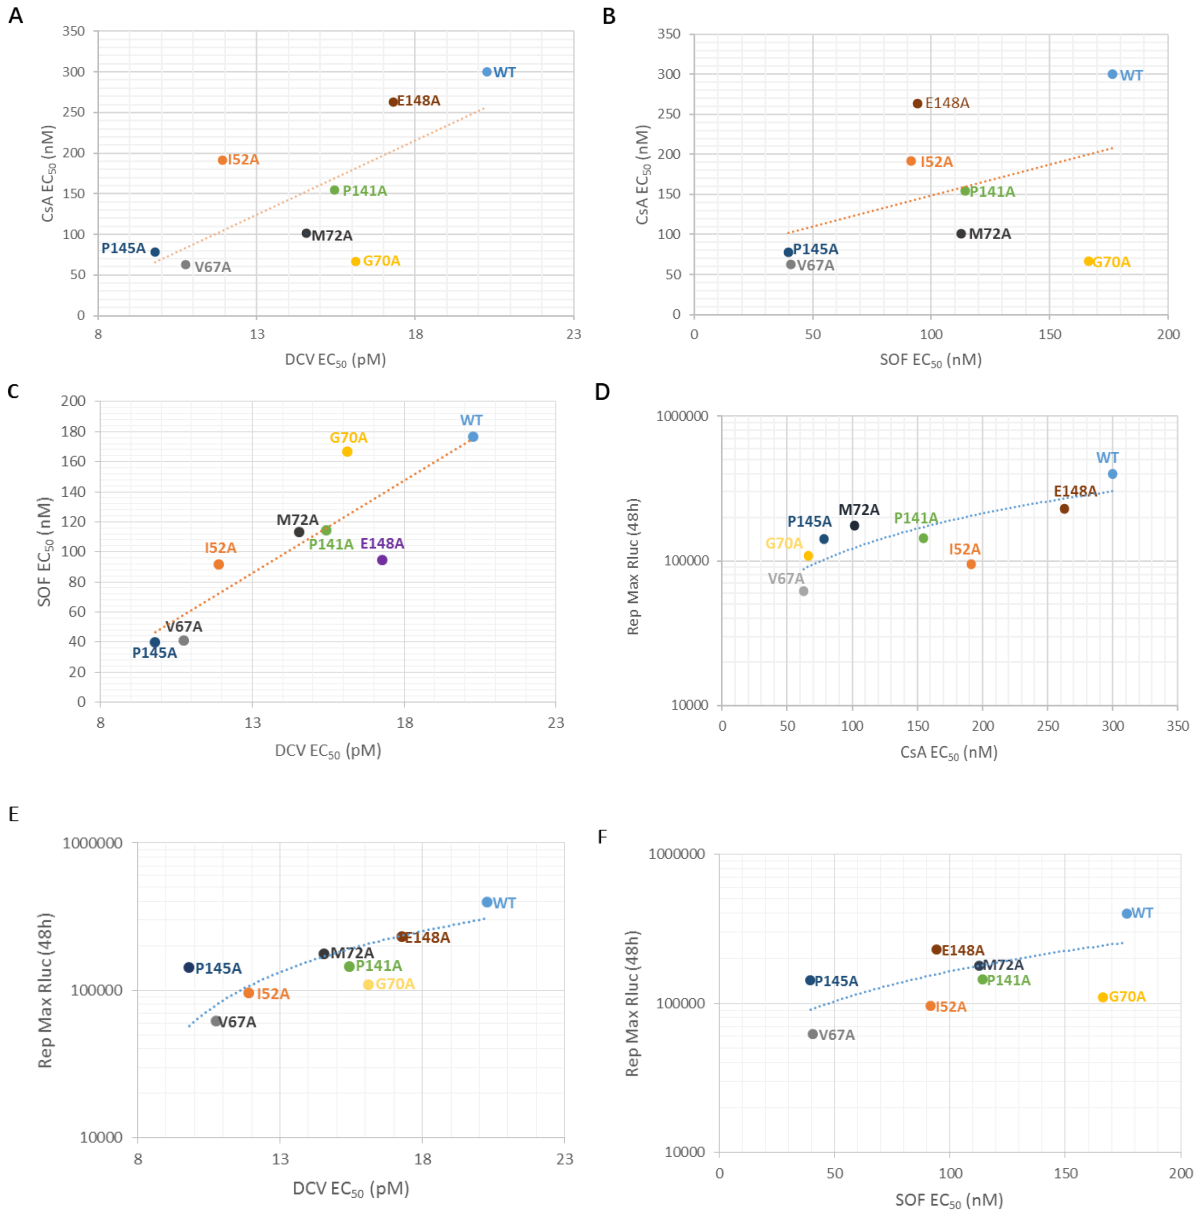 A
350
300
250
200
150
100
50
0
CsA EC50 (nM)
WT
E148A
I52A
P141A
M72A
P145A
V67A
G70A
8 13 18 23
DCV EC50 (pM)
B
350
300
250
200
150
100
50
0
CsA EC50 (nM)
WT
E148A
I52A
P141A
M72A
P145A
V67A
G70A
0 50 100 150 200
SOF EC50 (nM)
C
200
180
160
140
120
100
80
60
40
20
0
SOF EC50 (nM)
WT
G70A
M72A
P141A
E148A
I52A
V67A
P145A
8 13 18 23
DCV EC50 (pM)
D
1000000
100000
10000
Rep Max Rluc (48h)
WT
E148A
M72A
P145A
P141A
G70A
I52A
V67A
0 50 100 150 200 250 300 350
CsA EC50 (nM)
E
1000000
100000
10000
Rep Max Rluc (48h)
WT
E148A
M72A
P145A
P141A
G70A
I52A
V67A
8 13 18 23
DCV EC50 (pM)
F
1000000
100000
10000
Rep Max Rluc (48h)
WT
E148A
M72A
P145A
P141A
G70A
I52A
V67A
0 50 100 150 200
SOF EC50 (nM)